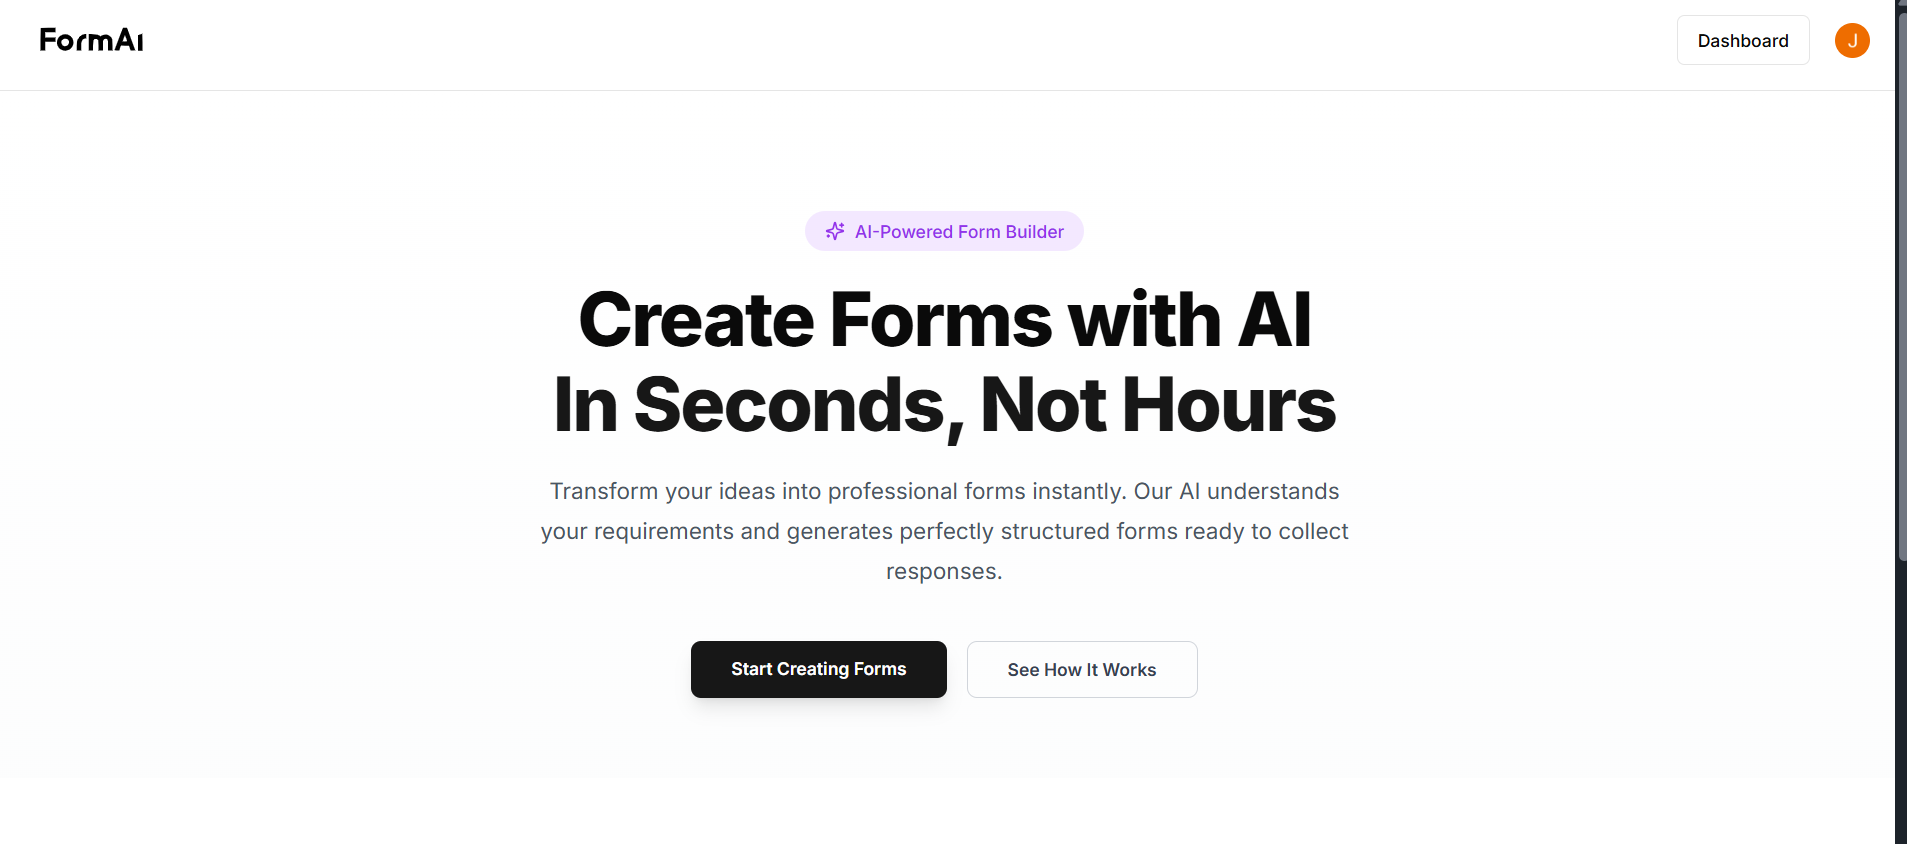 FormAI
Dashboard
J
AI-Powered Form Builder
Create Forms with AI
In Seconds, Not Hours
Transform your ideas into professional forms instantly. Our AI understands
your requirements and generates perfectly structured forms ready to collect
responses.
Start Creating Forms
See How It Works